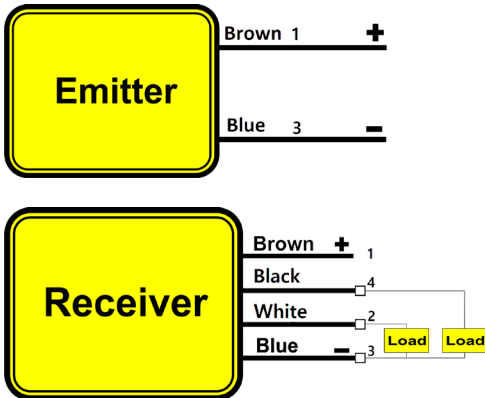 Brown 1 +
Emitter
Blue 3 -
Brown + 1
Black 4
Receiver
White 2
Load Load
Blue - 3